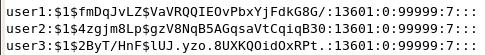 user1:$1$fmDqJvLZ$VaVRQQIEOvPbxYjFdkG8G/:13601:0:99999:7:::
user2:$1$4zgjm8Lp$gzV8NqB5AGqsaVtCqiqB30:13601:0:99999:7:::
user3:$1$2ByT/HnF$lUJ.yzo.8UXKQOidOxRPt.:13601:0:99999:7:::